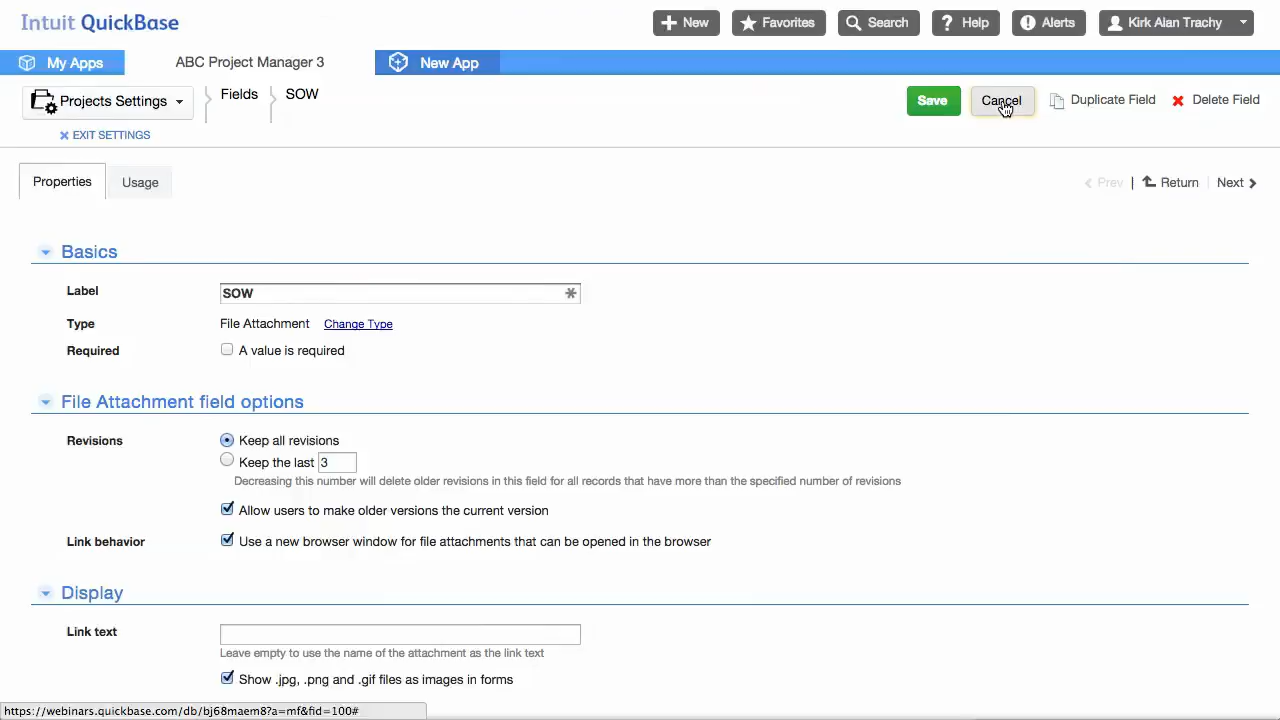 Intuit QuickBase
New
Favorites
Search
Help
Alerts
Kirk Alan Trachy
My Apps
ABC Project Manager 3
New App
Projects Settings
Fields
SOW
Save
Cancel
Duplicate Field
Delete Field
EXIT SETTINGS
Properties
Usage
Prev | Return | Next
Basics
Label
SOW *
Type
File Attachment Change Type
Required
A value is required
File Attachment field options
Revisions
Keep all revisions
Keep the last 3
Decreasing this number will delete older revisions in this field for all records that have more than the specified number of revisions
Allow users to make older versions the current version
Link behavior
Use a new browser window for file attachments that can be opened in the browser
Display
Link text
Leave empty to use the name of the attachment as the link text
Show .jpg, .png and .gif files as images in forms
https://webinars.quickbase.com/db/bj68maem8?a=mf&fid=100#